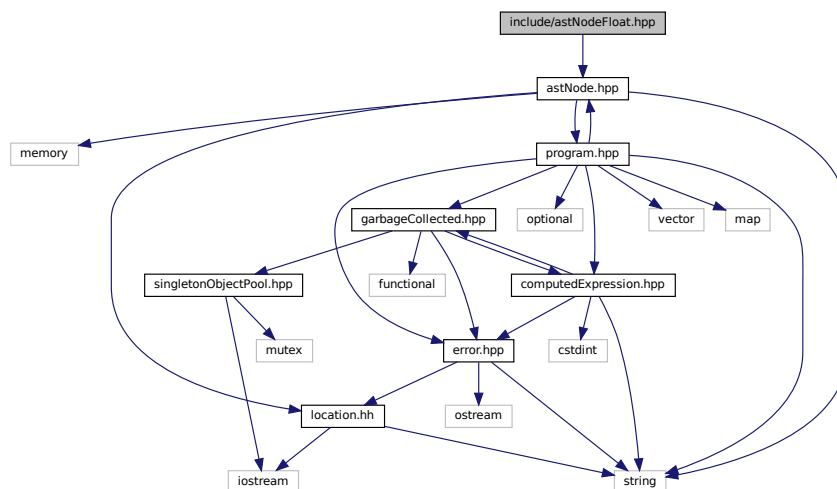 include/astNodeFloat.hpp
astNode.hpp
memory
program.hpp
garbageCollected.hpp
optional
vector
map
singletonObjectPool.hpp
functional
computedExpression.hpp
mutex
error.hpp
cstdint
location.hh
ostream
iostream
string